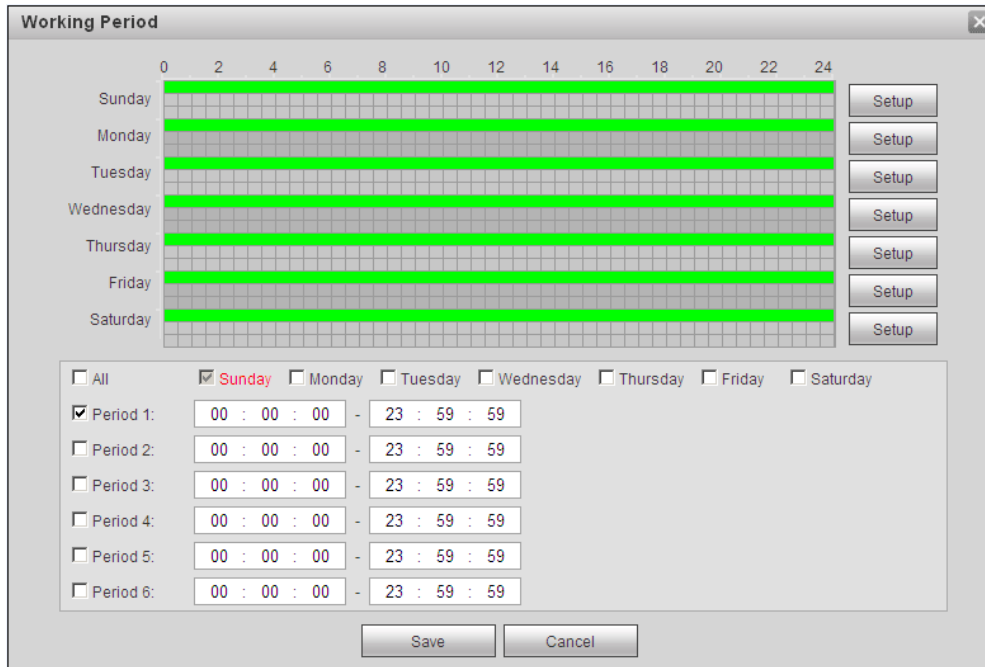 Working Period
0 2 4 6 8 10 12 14 16 18 20 22 24
Sunday Setup
Monday Setup
Tuesday Setup
Wednesday Setup
Thursday Setup
Friday Setup
Saturday Setup
All Sunday Monday Tuesday Wednesday Thursday Friday Saturday
Period 1: 00 : 00 : 00 - 23 : 59 : 59
Period 2: 00 : 00 : 00 - 23 : 59 : 59
Period 3: 00 : 00 : 00 - 23 : 59 : 59
Period 4: 00 : 00 : 00 - 23 : 59 : 59
Period 5: 00 : 00 : 00 - 23 : 59 : 59
Period 6: 00 : 00 : 00 - 23 : 59 : 59
Save Cancel